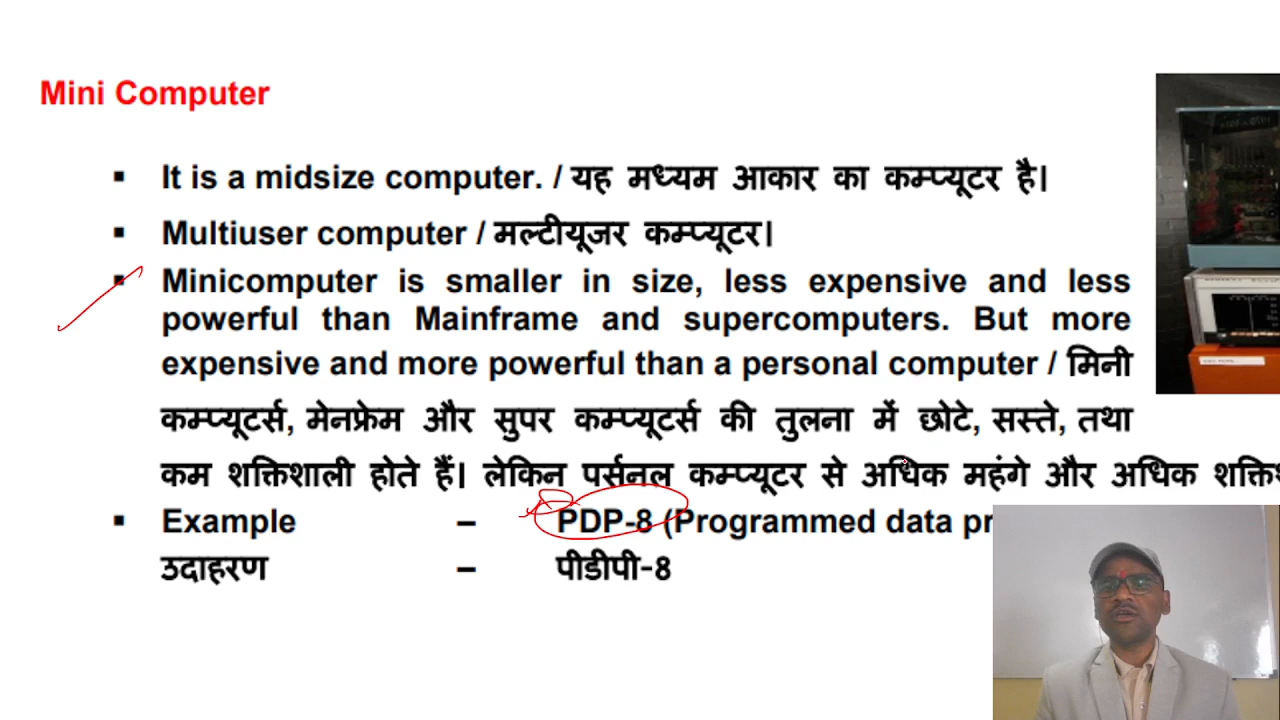 Mini Computer
▪ It is a midsize computer. / यह मध्यम आकार का कम्प्यूटर है।
▪ Multiuser computer / मल्टीयूजर कम्प्यूटर।
▪ Minicomputer is smaller in size, less expensive and less
powerful than Mainframe and supercomputers. But more
expensive and more powerful than a personal computer / मिनी
कम्प्यूटर्स, मेनफ्रेम और सुपर कम्प्यूटर्स की तुलना में छोटे, सस्ते, तथा
कम शक्तिशाली होते हैं। लेकिन पर्सनल कम्प्यूटर से अधिक महंगे और अधिक
▪ Example – PDP-8 (Programmed data
उदाहरण – पीडीपी-8